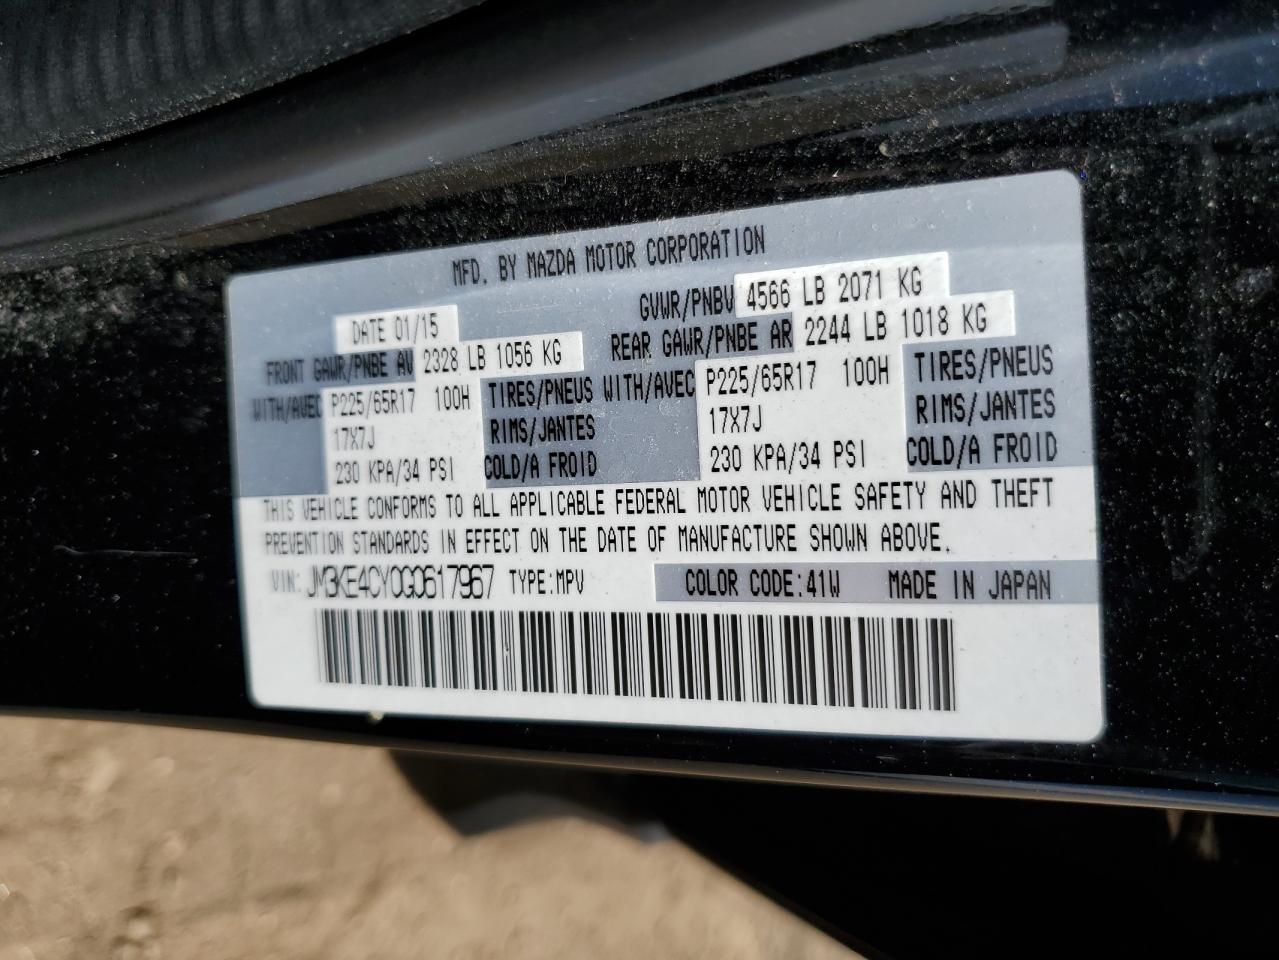 MFD. BY MAZDA MOTOR CORPORATION
DATE 01/15 GVWR/PNBV 4566 LB 2071 KG
FRONT GAWR/PNBE AV 2328 LB 1056 KG REAR GAWR/PNBE AR 2244 LB 1018 KG
WITH/AVEC P225/65R17 100H TIRES/PNEUS WITH/AVEC P225/65R17 100H TIRES/PNEUS
17X7J RIMS/JANTES 17X7J RIMS/JANTES
230 KPA/34 PSI COLD/A FROID 230 KPA/34 PSI COLD/A FROID
THIS VEHICLE CONFORMS TO ALL APPLICABLE FEDERAL MOTOR VEHICLE SAFETY AND THEFT
PREVENTION STANDARDS IN EFFECT ON THE DATE OF MANUFACTURE SHOWN ABOVE.
VIN: JM3KE4CY0G0617967 TYPE:MPV COLOR CODE:41W MADE IN JAPAN